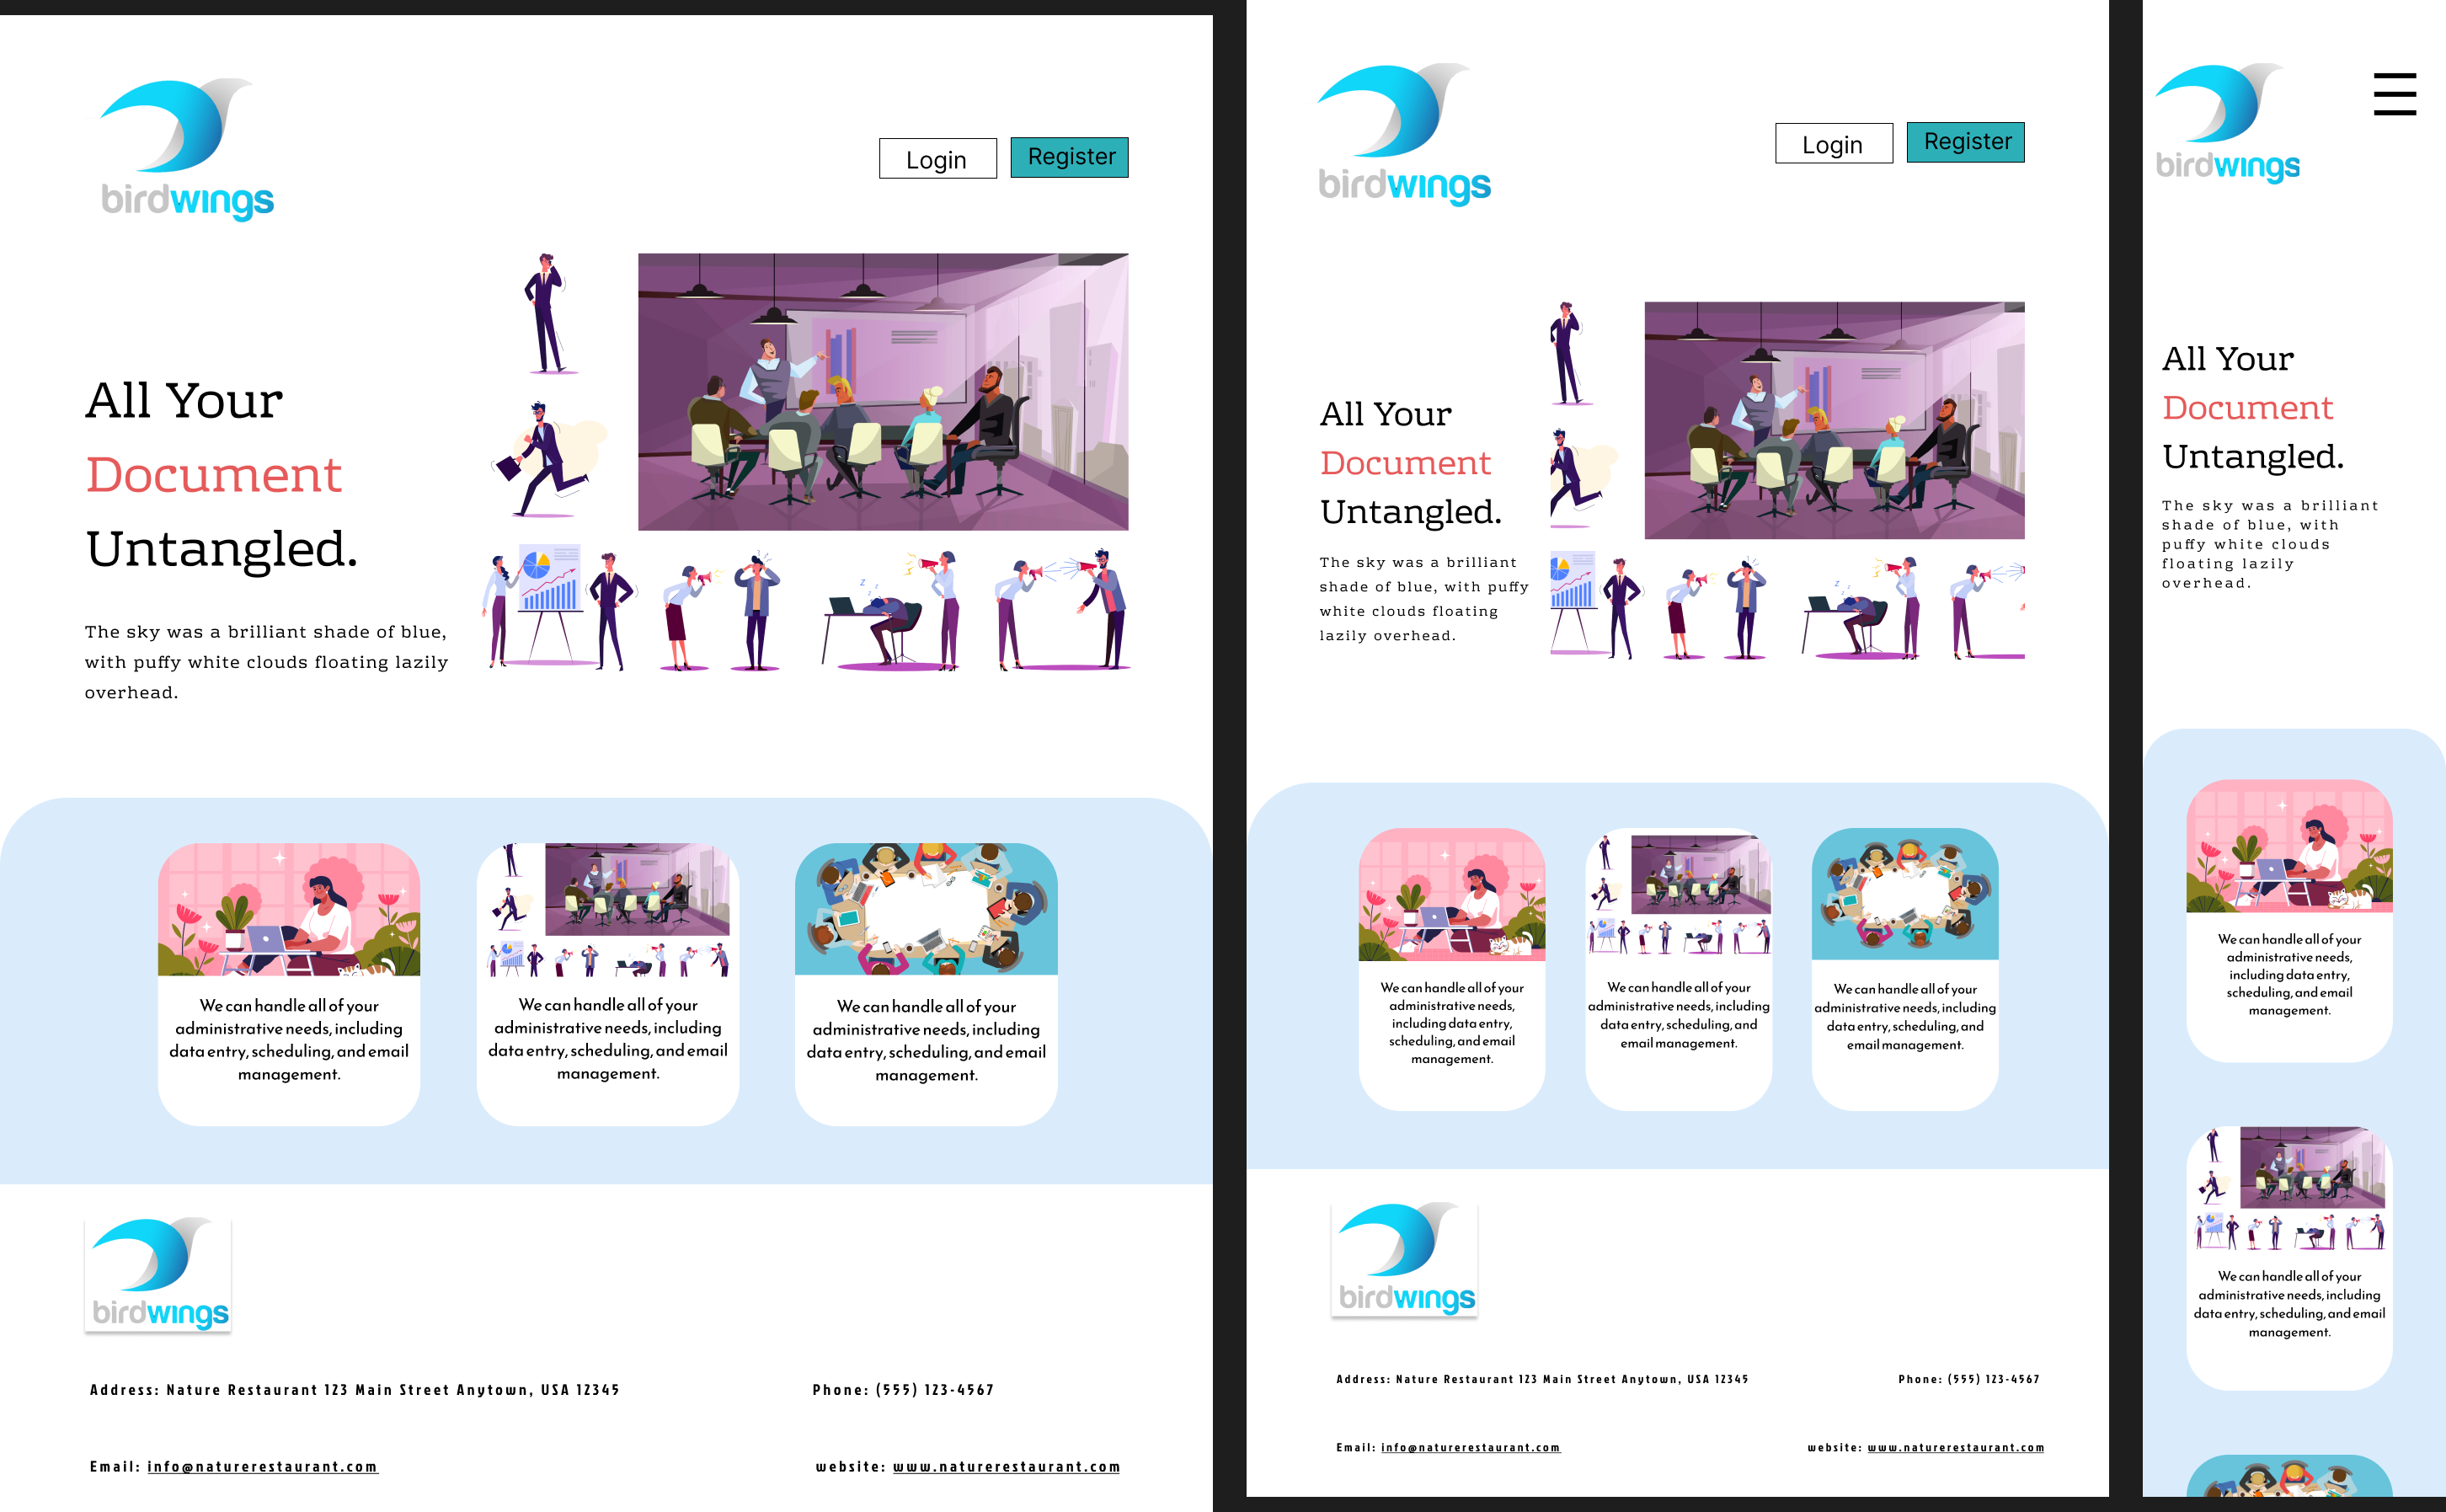 birdwings
Login
Register
All Your
Document
Untangled.
The sky was a brilliant shade of blue,
with puffy white clouds floating lazily
overhead.
We can handle all of your
administrative needs, including
data entry, scheduling, and email
management.
We can handle all of your
administrative needs, including
data entry, scheduling, and email
management.
We can handle all of your
administrative needs, including
data entry, scheduling, and email
management.
birdwings
Address: Nature Restaurant 123 Main Street Anytown, USA 12345
Phone: (555) 123-4567
Email: info@naturerestaurant.com
website: www.naturerestaurant.com
birdwings
Login
Register
All Your
Document
Untangled.
The sky was a brilliant
shade of blue, with puffy
white clouds floating
lazily overhead.
We can handle all of your
administrative needs,
including data entry,
scheduling, and email
management.
We can handle all of your
administrative needs, including
data entry, scheduling, and
email management.
We can handle all of your
administrative needs, including
data entry, scheduling, and
email management.
birdwings
Address: Nature Restaurant 123 Main Street Anytown, USA 12345
Phone: (555) 123-4567
Email: info@naturerestaurant.com
website: www.naturerestaurant.com
birdwings
All Your
Document
Untangled.
The sky was a brilliant
shade of blue, with
puffy white clouds
floating lazily
overhead.
We can handle all of your
administrative needs,
including data entry,
scheduling, and email
management.
We can handle all of your
administrative needs, including
data entry, scheduling, and email
management.